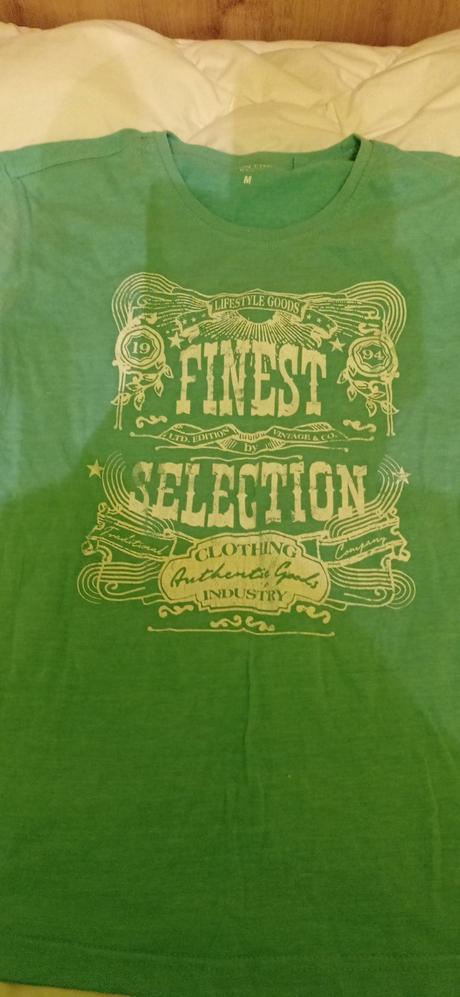 M
LIFESTYLE GOODS
19 94
FINEST
LTD. EDITION by VINTAGE & CO.
SELECTION
Traditional Company
CLOTHING
Authentic Goods
INDUSTRY